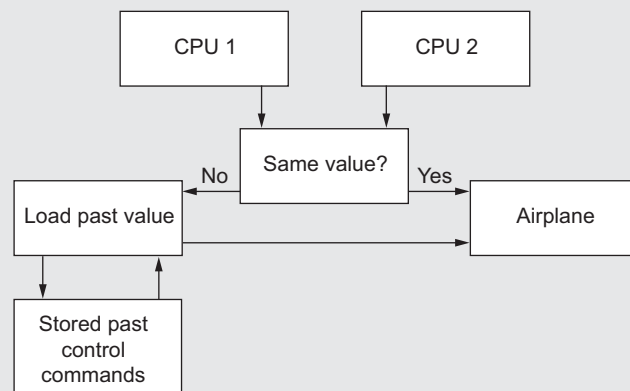 CPU 1
CPU 2
Same value?
No
Yes
Load past value
Airplane
Stored past
control
commands